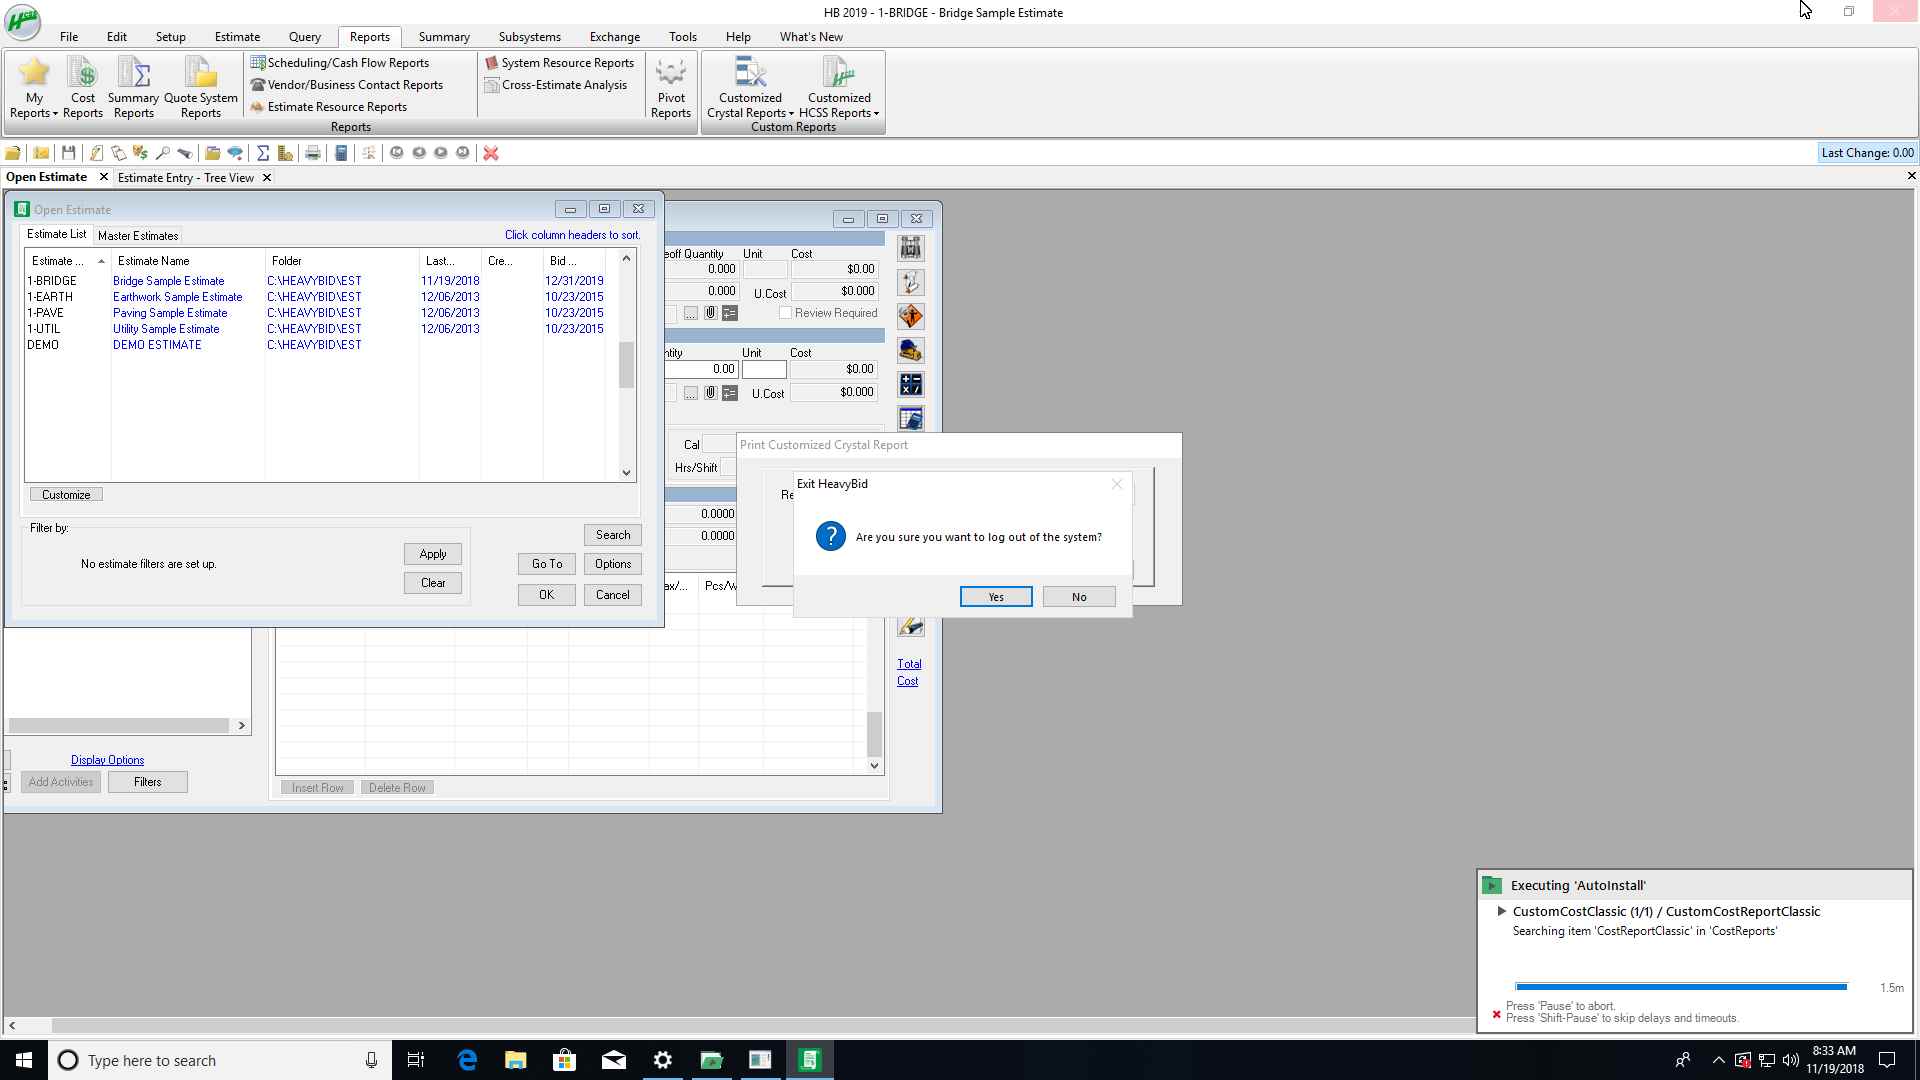 HB 2019 - 1-BRIDGE - Bridge Sample Estimate
HCSS
File Edit Setup Estimate Query Reports Summary Subsystems Exchange Tools Help What's New
My Reports
Cost Reports
Summary Reports
Quote System Reports
Scheduling/Cash Flow Reports
Vendor/Business Contact Reports
Estimate Resource Reports
System Resource Reports
Cross-Estimate Analysis
Pivot Reports
Customized Crystal Reports
Customized HCSS Reports
Reports
Custom Reports
Last Change: 0.00
Open Estimate
Estimate Entry - Tree View
Open Estimate
Estimate List
Master Estimates
Click column headers to sort.
Estimate ... Estimate Name Folder Last... Cre... Bid ...
1-BRIDGE Bridge Sample Estimate C:\HEAVYBID\EST 11/19/2018 12/31/2019
1-EARTH Earthwork Sample Estimate C:\HEAVYBID\EST 12/06/2013 10/23/2015
1-PAVE Paving Sample Estimate C:\HEAVYBID\EST 12/06/2013 10/23/2015
1-UTIL Utility Sample Estimate C:\HEAVYBID\EST 12/06/2013 10/23/2015
DEMO DEMO ESTIMATE C:\HEAVYBID\EST
Customize
Filter by:
No estimate filters are set up.
Apply
Clear
Search
Go To
Options
OK
Cancel
eoff Quantity Unit Cost
0.000 $0.00
0.000 U.Cost $0.000
... Review Required
ntity Unit Cost
0.00 $0.00
... U.Cost $0.000
Cal
Hrs/Shift
0.0000
0.0000
ax/... Pcs/W
Print Customized Crystal Report
Re
Exit HeavyBid
Are you sure you want to log out of the system?
Yes
No
Total
Cost
Display Options
Add Activities
Filters
Insert Row
Delete Row
Executing 'AutoInstall'
CustomCostClassic (1/1) / CustomCostReportClassic
Searching item 'CostReportClassic' in 'CostReports'
1.5m
Press 'Pause' to abort.
Press 'Shift-Pause' to skip delays and timeouts.
Type here to search
8:33 AM
11/19/2018